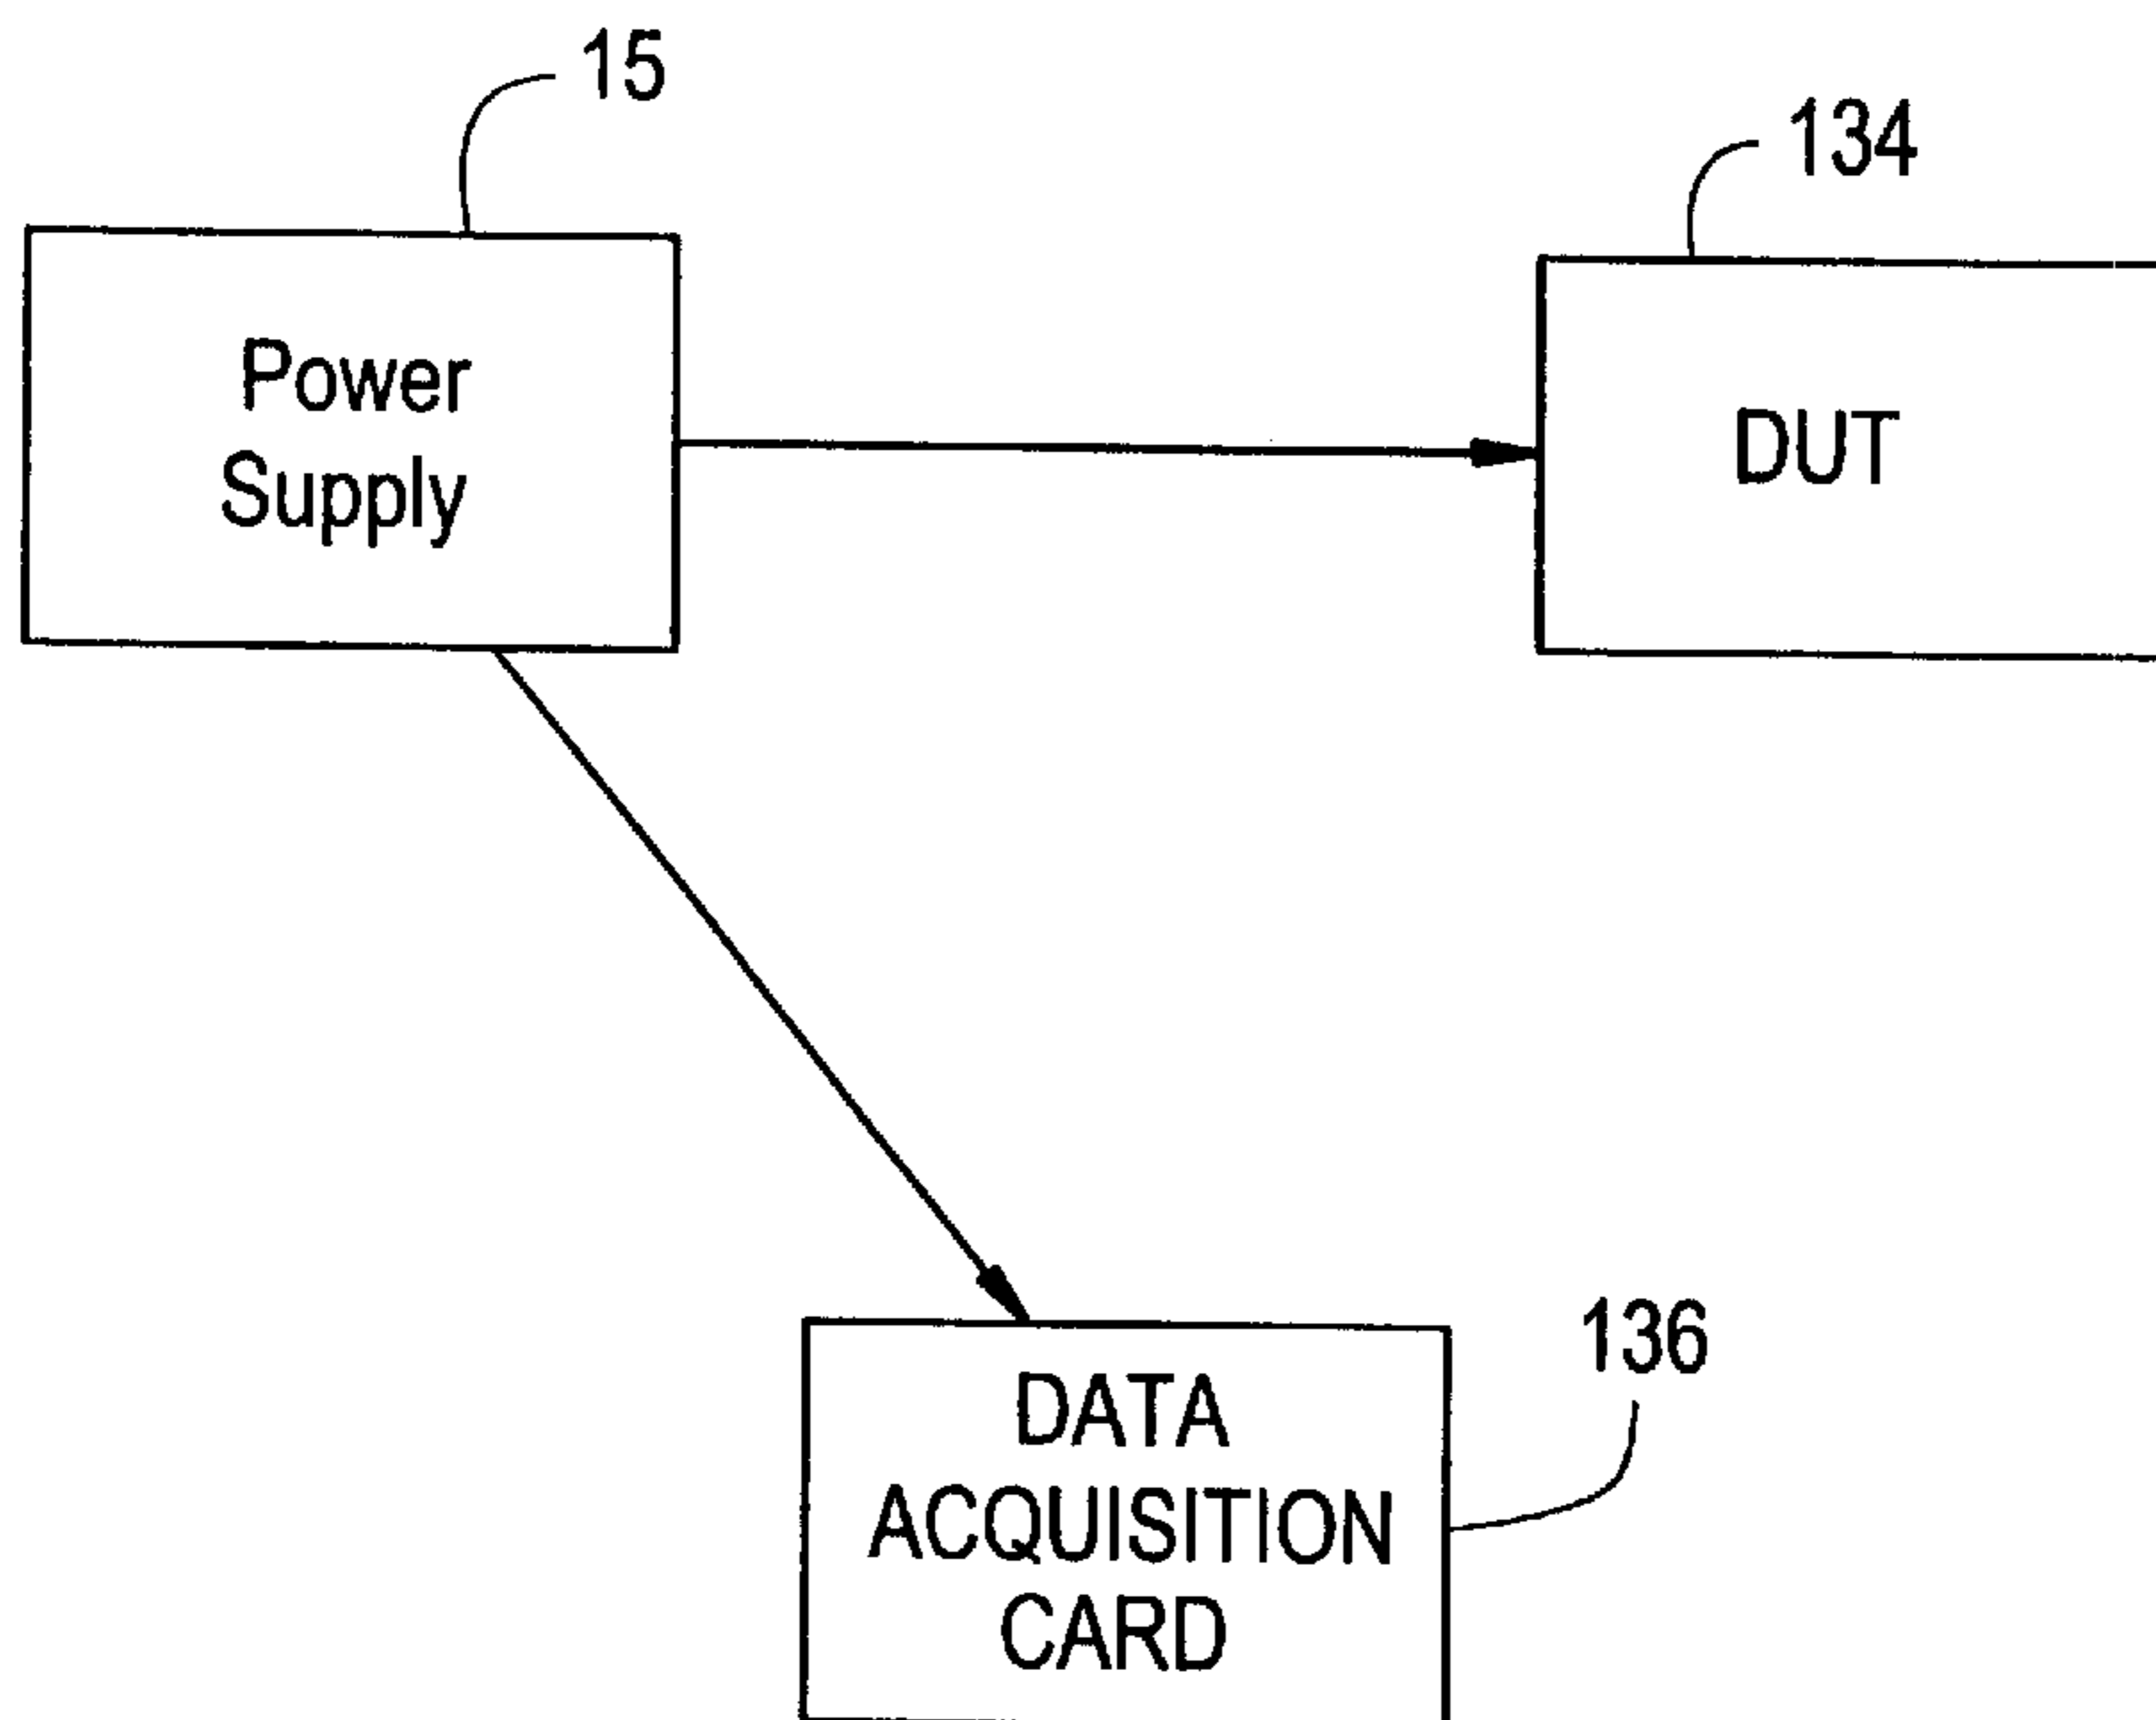 15
134
Power
Supply
DUT
136
DATA
ACQUISITION
CARD